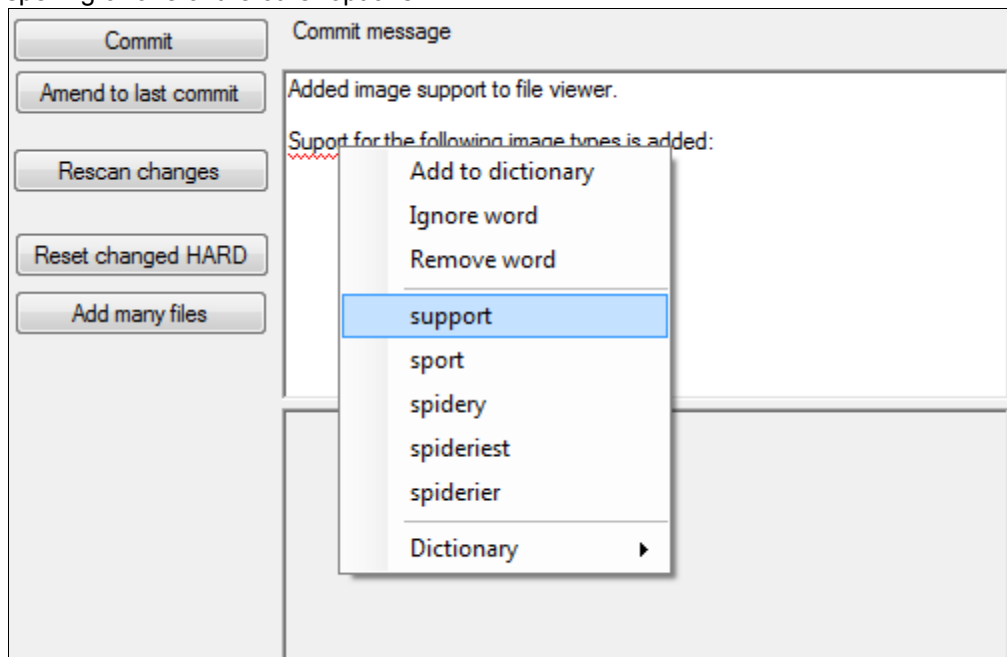 Commit
Commit message
Amend to last commit
Added image support to file viewer.
Suport for the following image types is added:
Rescan changes
Add to dictionary
Ignore word
Reset changed HARD
Remove word
Add many files
support
sport
spidery
spideriest
spiderier
Dictionary